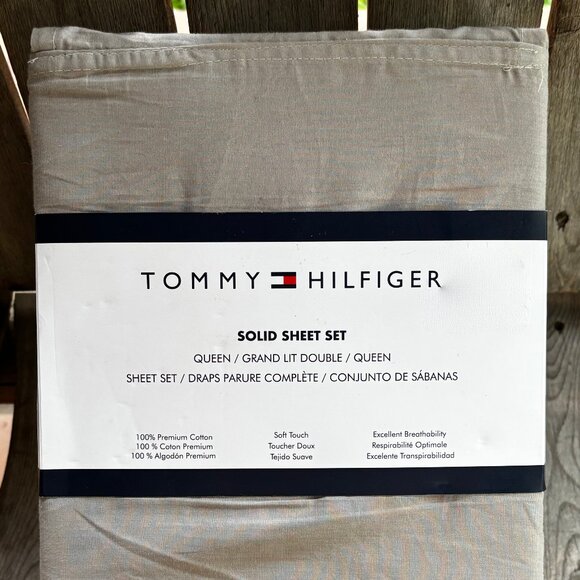 TOMMY HILFIGER
SOLID SHEET SET
QUEEN / GRAND LIT DOUBLE / QUEEN
SHEET SET / DRAPS PARURE COMPLÈTE / CONJUNTO DE SÁBANAS
100% Premium Cotton Soft Touch Excellent Breathability
100 % Coton Premium Toucher Doux Respirabilité Optimale
100 % Algodón Premium Tejido Suave Excelente Transpirabilidad